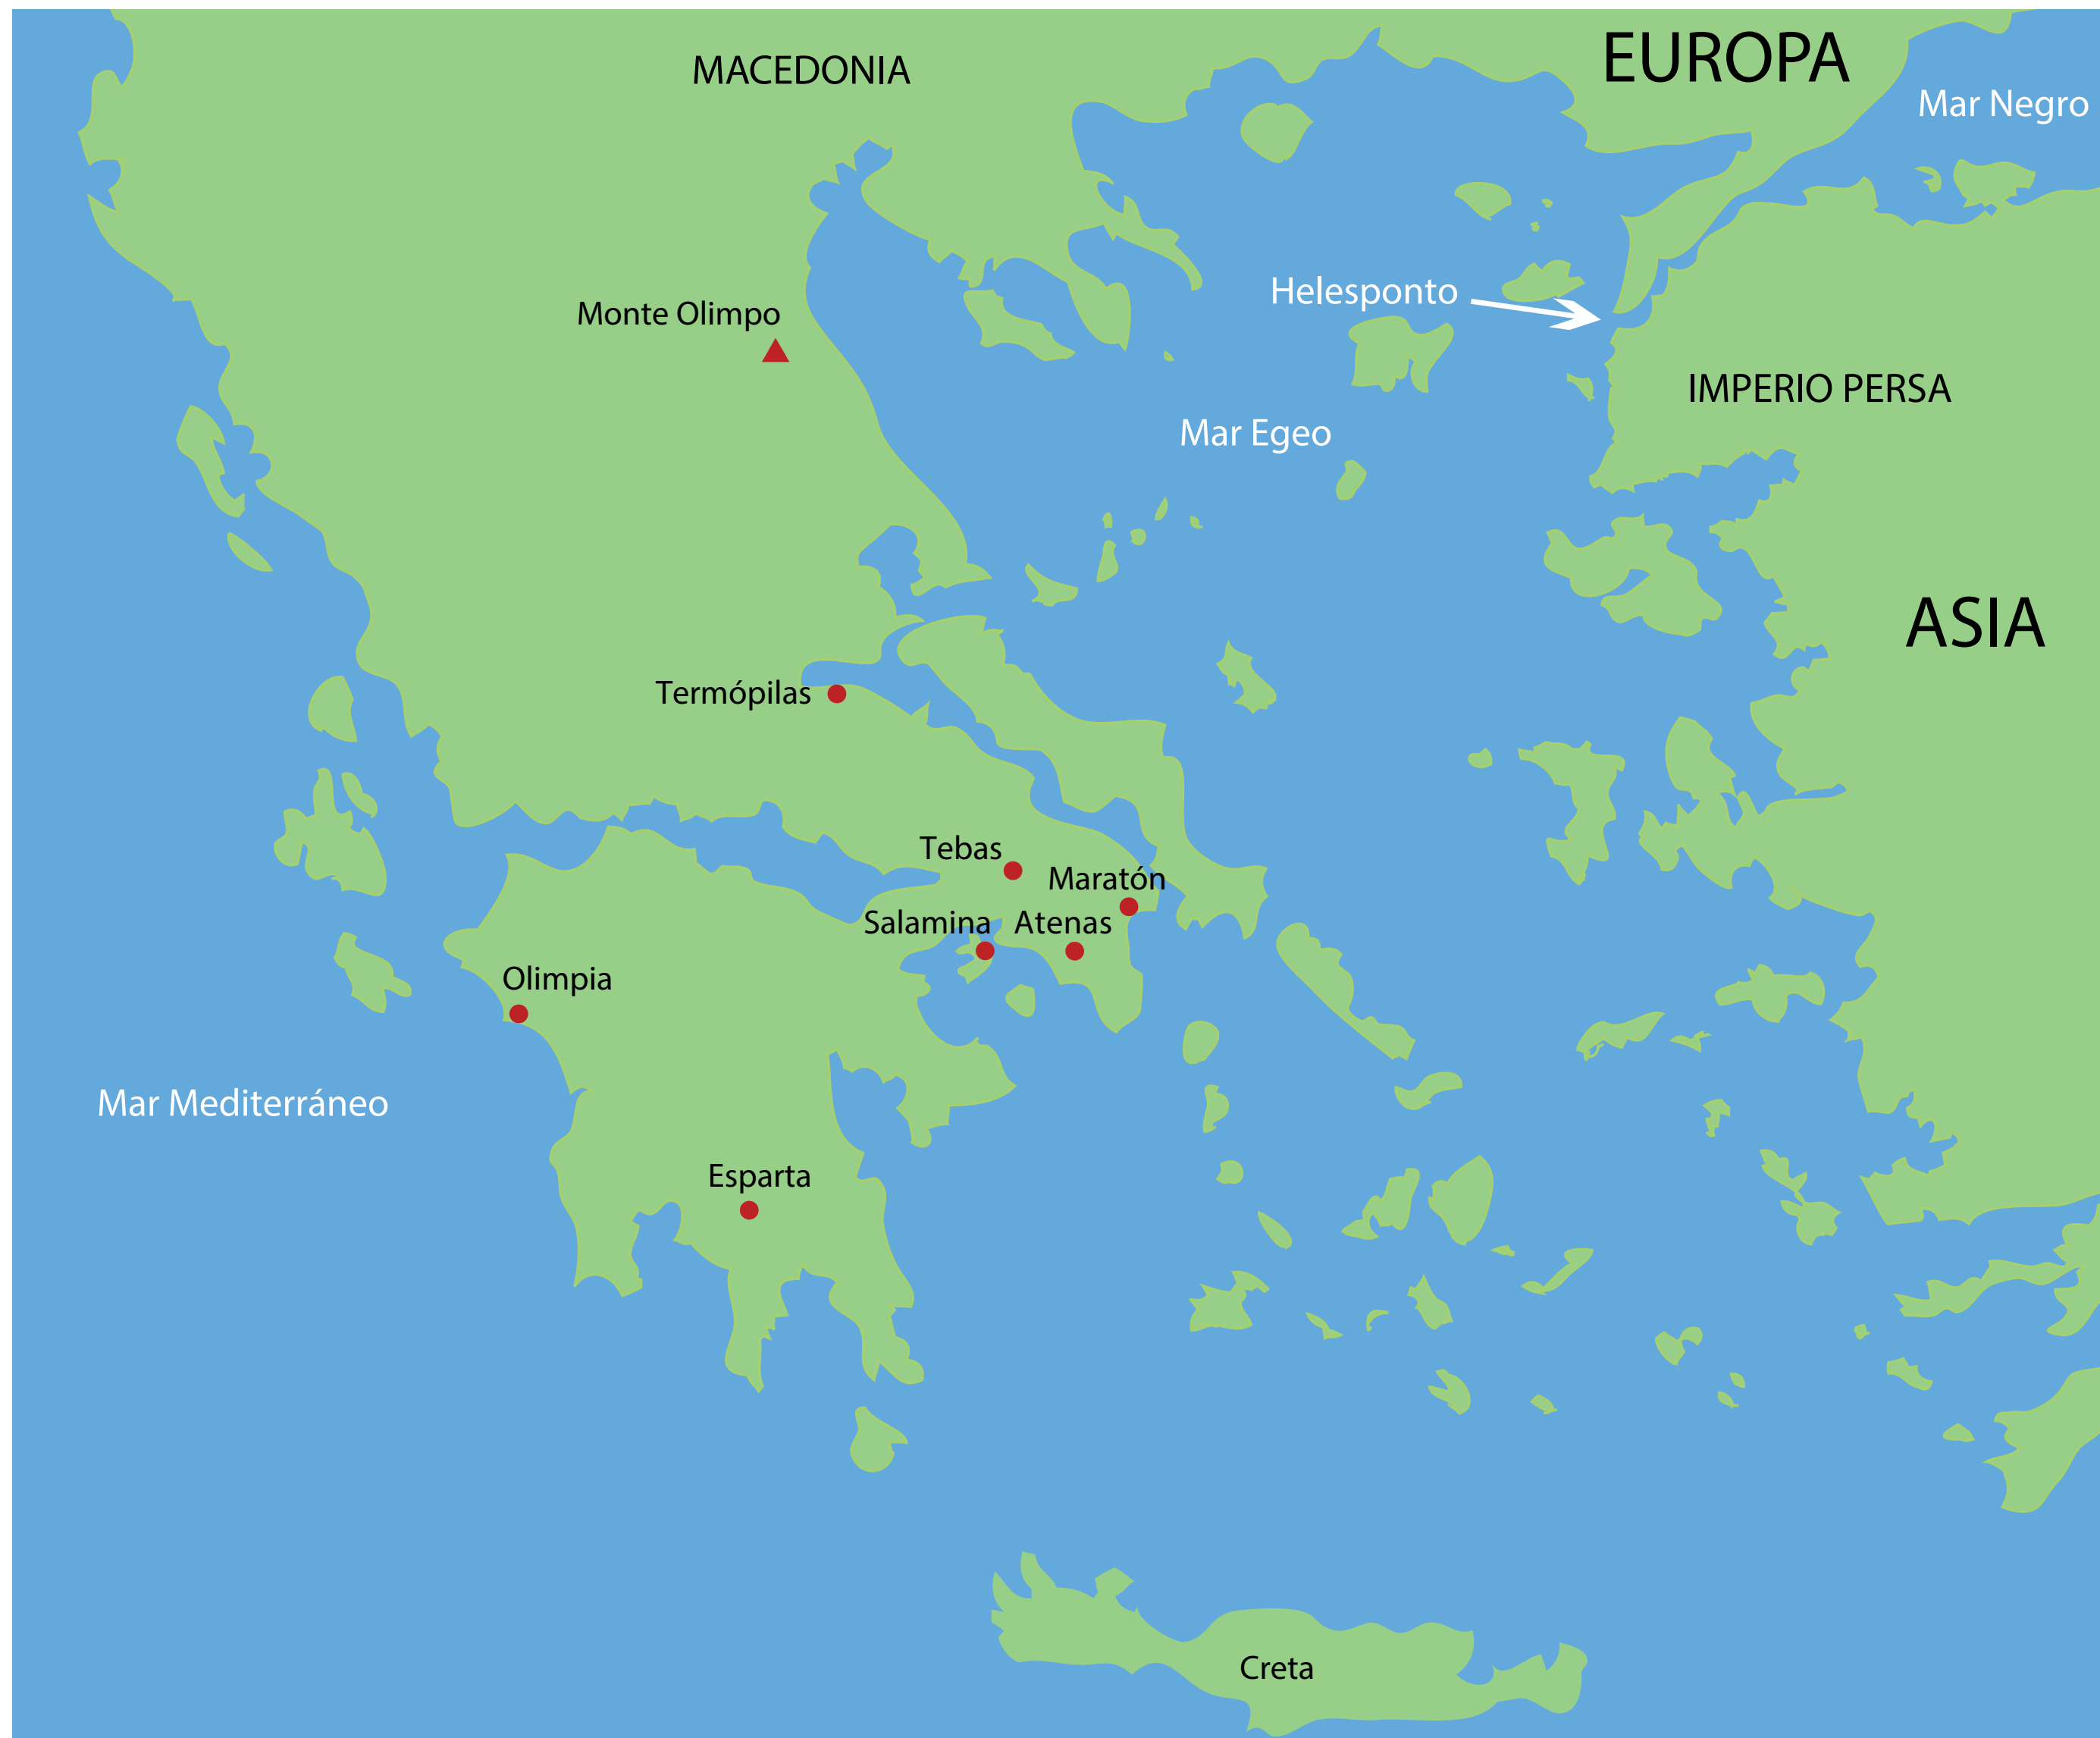 EUROPA
MACEDONIA
Mar Negro
Helesponto
Monte Olimpo
IMPERIO PERSA
Mar Egeo
ASIA
Termópilas
Tebas
Maratón
Salamina
Atenas
Olimpia
Mar Mediterráneo
Esparta
Creta